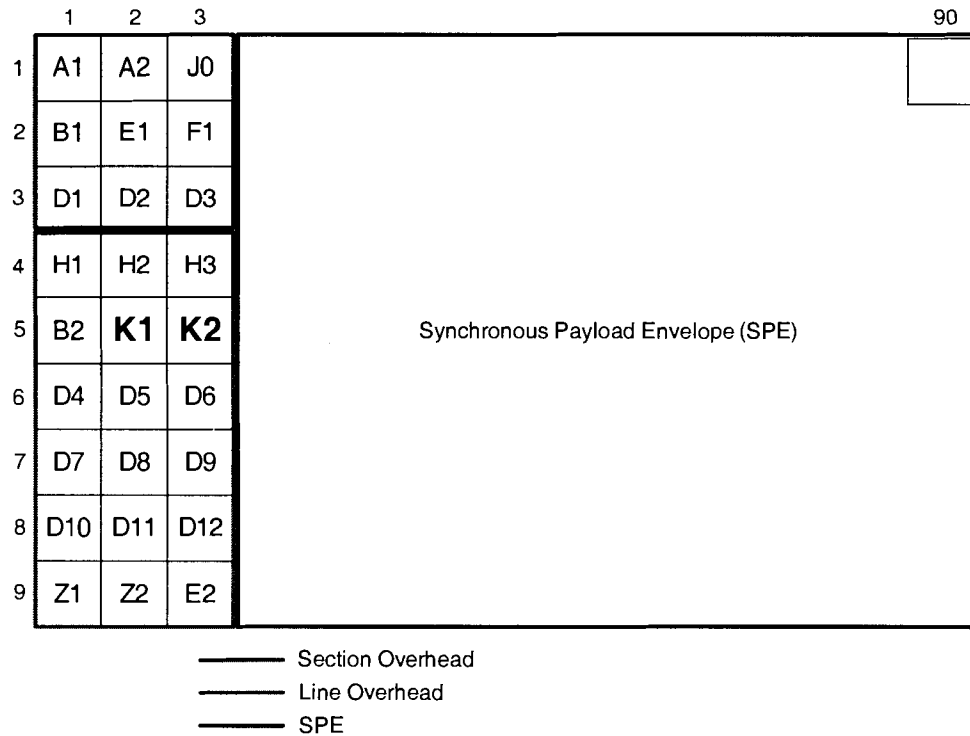 1 2 3 90
1 A1 A2 J0
2 B1 E1 F1
3 D1 D2 D3
4 H1 H2 H3
5 B2 K1 K2 Synchronous Payload Envelope (SPE)
6 D4 D5 D6
7 D7 D8 D9
8 D10 D11 D12
9 Z1 Z2 E2
Section Overhead
Line Overhead
SPE